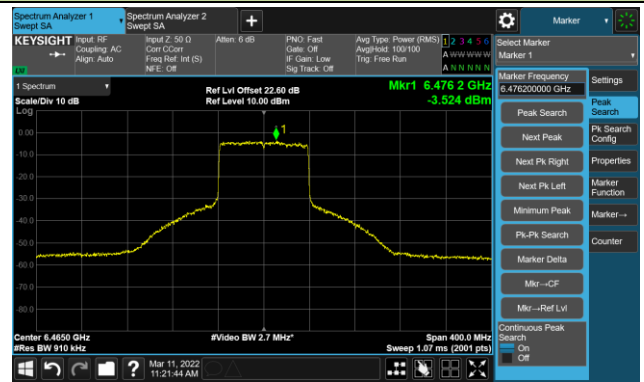 Spectrum Analyzer 1
Swept SA
Spectrum Analyzer 2
Swept SA
+
Marker
KEYSIGHT
Input: RF
Coupling: AC
Align: Auto
Input Z: 50 Ω
Corr CCorr
Freq Ref: Int (S)
NFE: Off
Atten: 6 dB
PNO: Fast
Gate: Off
IF Gain: Low
Sig Track: Off
Avg Type: Power (RMS)
Avg|Hold: 100/100
Trig: Free Run
1 2 3 4 5 6
A W W W W W
A N N N N N
LXI
Select Marker
Marker 1
1 Spectrum
Scale/Div 10 dB
Log
Ref Lvl Offset 22.60 dB
Ref Level 10.00 dBm
Mkr1 6.476 2 GHz
-3.524 dBm
0.00
-10.0
-20.0
-30.0
-40.0
-50.0
-60.0
-70.0
-80.0
1
Center 6.4650 GHz
#Res BW 910 kHz
#Video BW 2.7 MHz*
Span 400.0 MHz
Sweep 1.07 ms (2001 pts)
Marker Frequency
6.476200000 GHz
Peak Search
Next Peak
Next Pk Right
Next Pk Left
Minimum Peak
Pk-Pk Search
Marker Delta
Mkr→CF
Mkr→Ref Lvl
Continuous Peak
Search
On
Off
Settings
Peak
Search
Pk Search
Config
Properties
Marker
Function
Marker→
Counter
?
Mar 11, 2022
11:21:44 AM